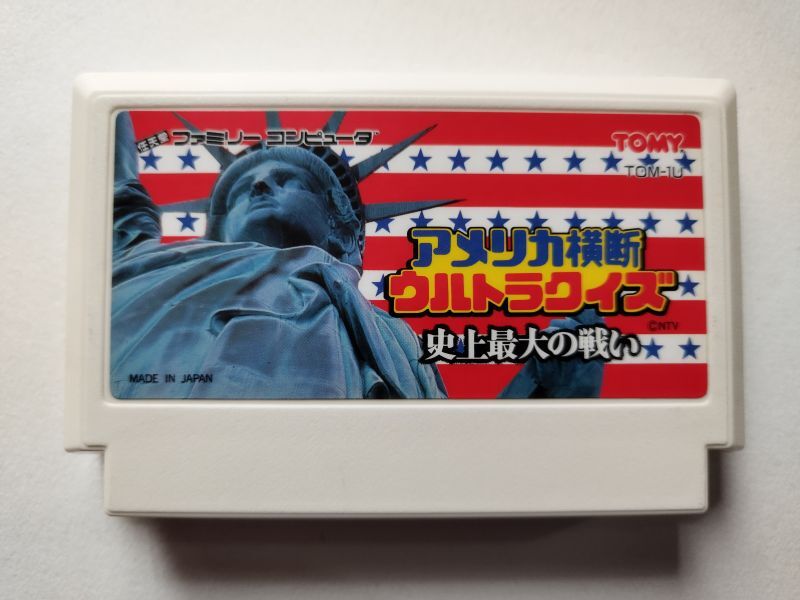 任天堂 ファミリー コンピュータ™
TOMY
TOM-1U
アメリカ横断
ウルトラクイズ
©NTV
史上最大の戦い
MADE IN JAPAN